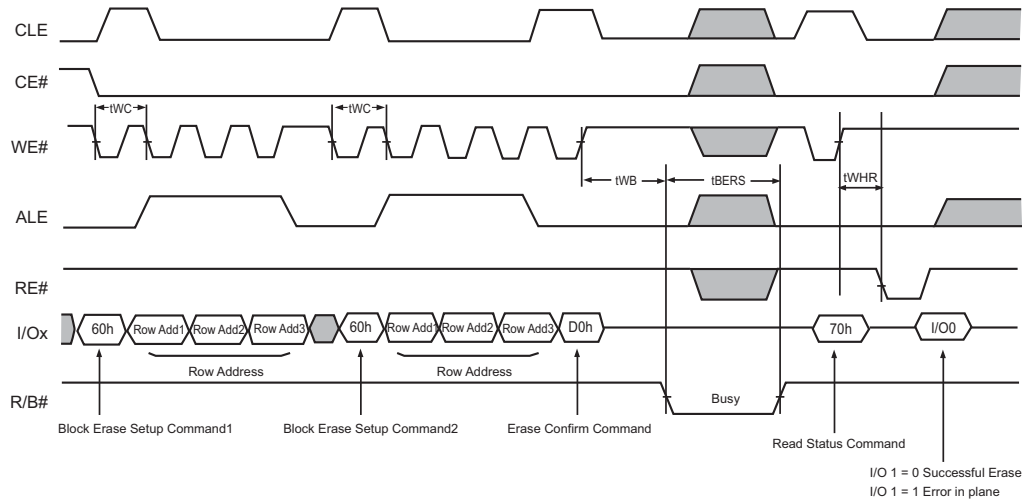 CLE
CE#
tWC
tWC
WE#
tWB
tBERS
tWHR
ALE
RE#
I/Ox
60h
Row Add1
Row Add2
Row Add3
60h
Row Add1
Row Add2
Row Add3
D0h
70h
I/O0
Row Address
Row Address
R/B#
Busy
Block Erase Setup Command1
Block Erase Setup Command2
Erase Confirm Command
Read Status Command
I/O 1 = 0 Successful Erase
I/O 1 = 1 Error in plane